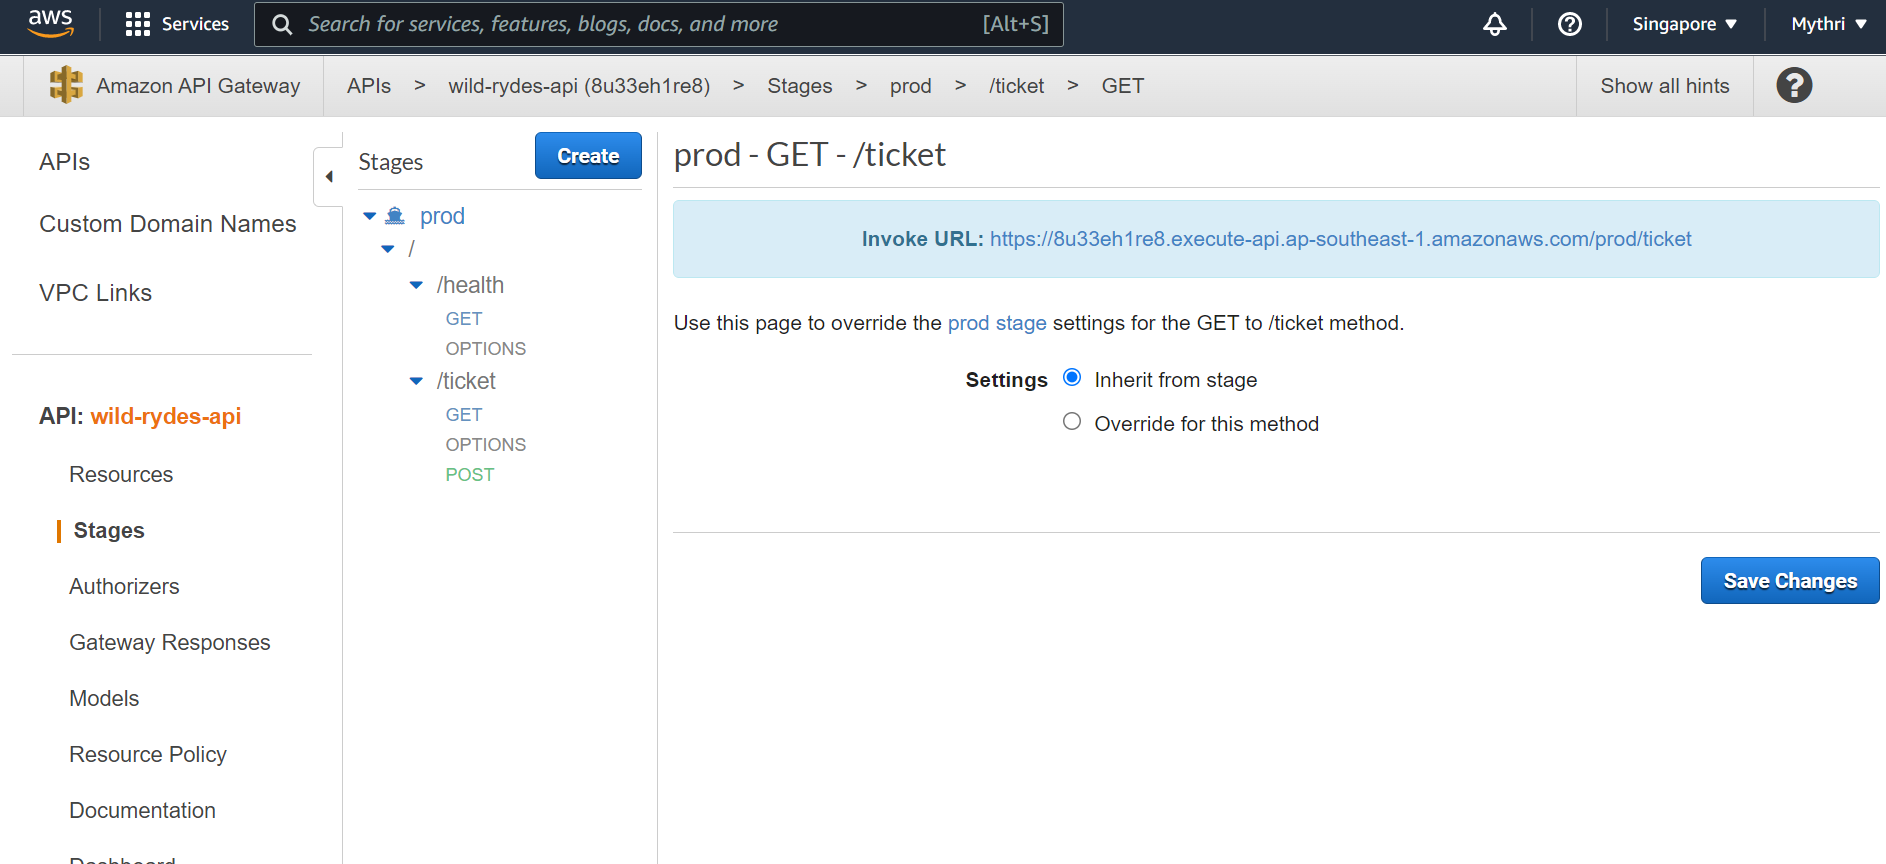 aws
Services
Search for services, features, blogs, docs, and more [Alt+S]
Singapore
Mythri
Amazon API Gateway
APIs > wild-rydes-api (8u33eh1re8) > Stages > prod > /ticket > GET
Show all hints
?
APIs
Custom Domain Names
VPC Links
API: wild-rydes-api
Resources
Stages
Authorizers
Gateway Responses
Models
Resource Policy
Documentation
Dashboard
Stages
Create
prod
/
/health
GET
OPTIONS
/ticket
GET
OPTIONS
POST
prod - GET - /ticket
Invoke URL: https://8u33eh1re8.execute-api.ap-southeast-1.amazonaws.com/prod/ticket
Use this page to override the prod stage settings for the GET to /ticket method.
Settings Inherit from stage
Override for this method
Save Changes